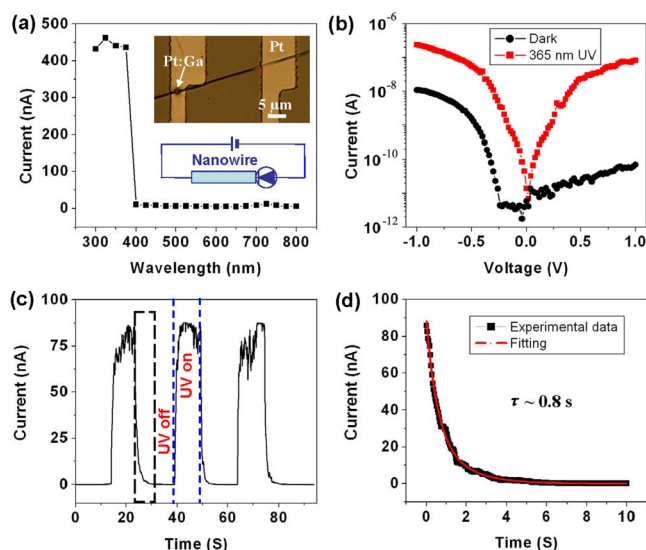 (a)
500
400
300
200
100
0
Current (nA)
300 400 500 600 700 800
Wavelength (nm)
Pt:Ga
Pt
5 µm
Nanowire
(b)
10⁻⁶
10⁻⁸
10⁻¹⁰
10⁻¹²
Current (A)
-1.0 -0.5 0.0 0.5 1.0
Voltage (V)
Dark
365 nm UV
(c)
100
75
50
25
0
Current (nA)
0 20 40 60 80
Time (S)
UV off
UV on
(d)
100
80
60
40
20
0
Current (nA)
0 2 4 6 8 10
Time (S)
Experimental data
Fitting
τ ~ 0.8 s